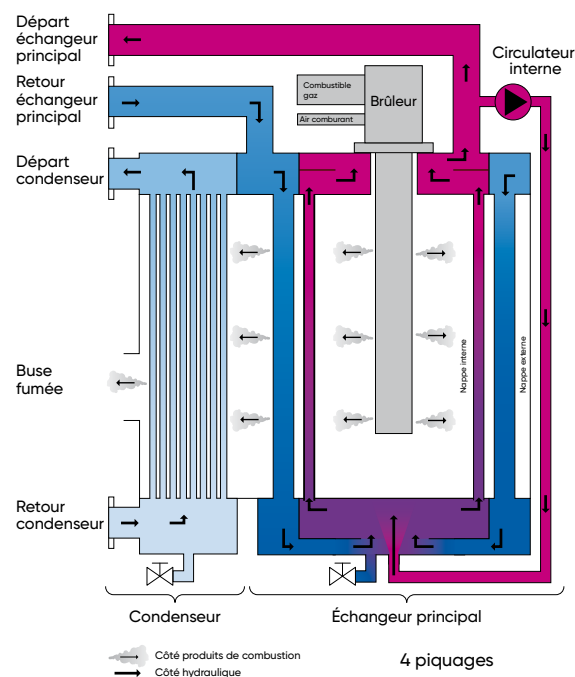 Départ
échangeur
principal
Circulateur
interne
Retour
échangeur
principal
Combustible
gaz
Brûleur
Air comburant
Départ
condenseur
Nappe interne
Nappe externe
Buse
fumée
Retour
condenseur
Condenseur
Échangeur principal
Côté produits de combustion
Côté hydraulique
4 piquages